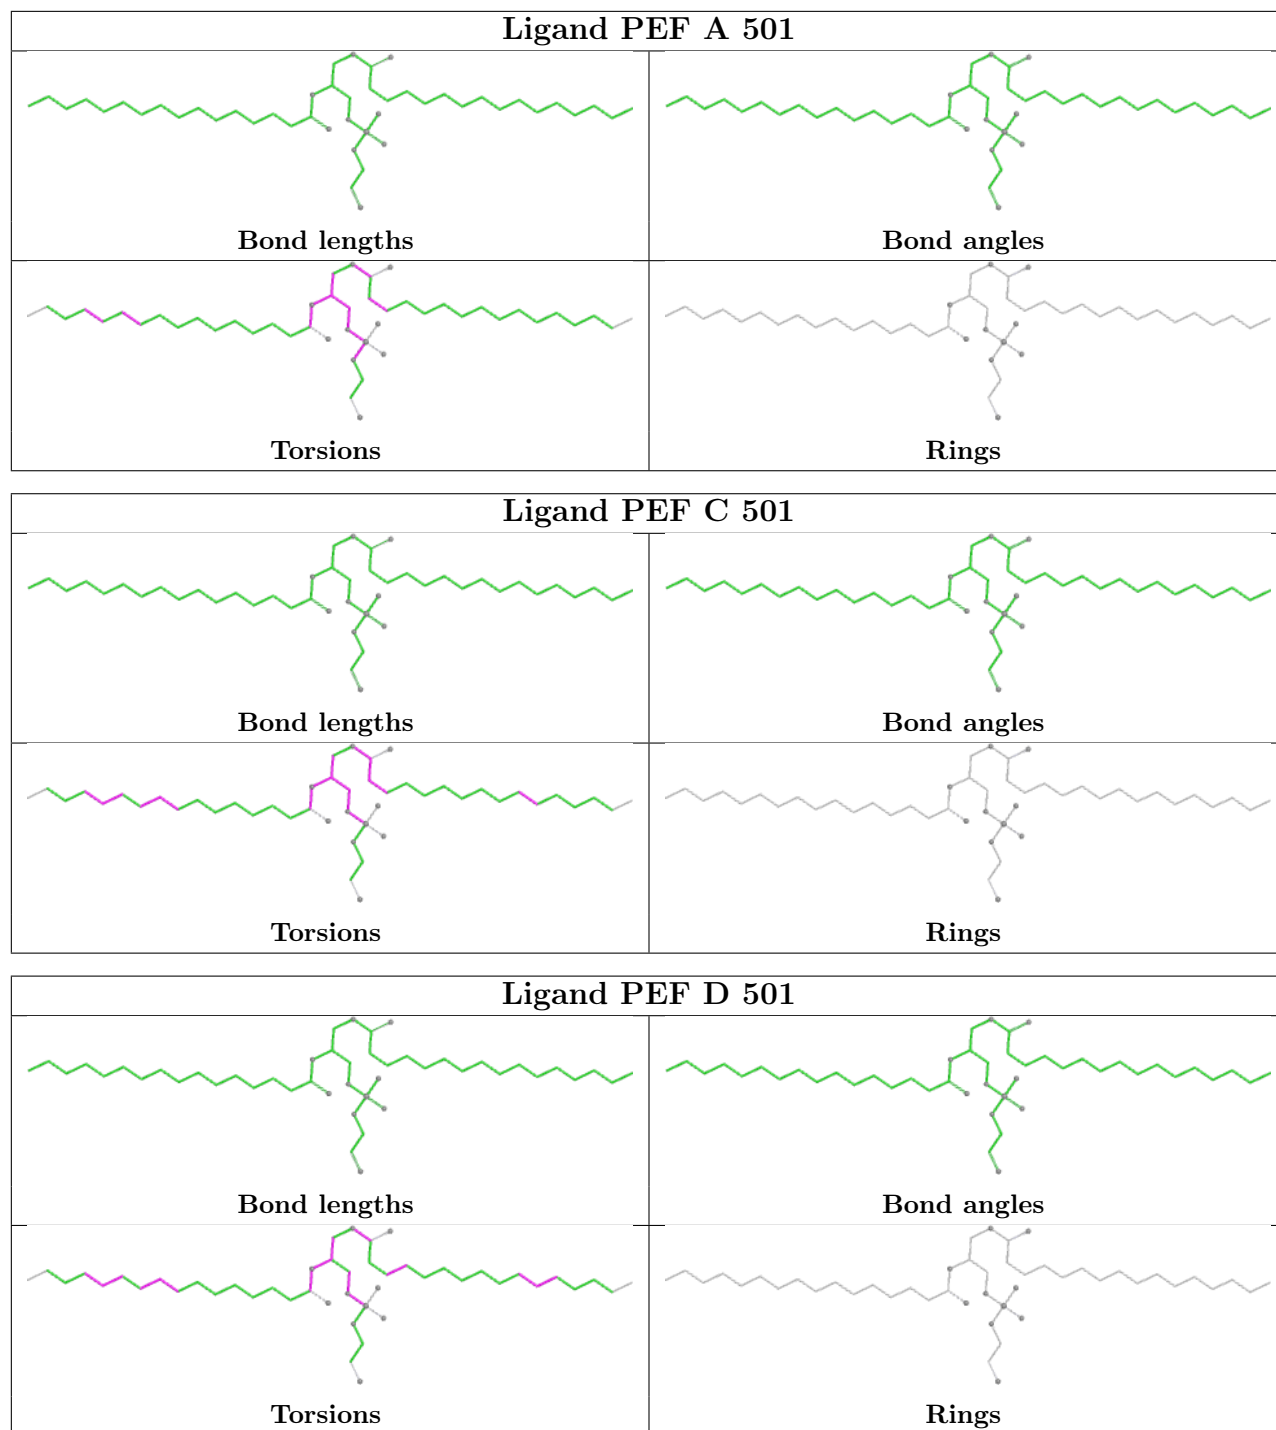 Ligand PEF A 501
Bond lengths
Bond angles
Torsions
Rings
Ligand PEF C 501
Bond lengths
Bond angles
Torsions
Rings
Ligand PEF D 501
Bond lengths
Bond angles
Torsions
Rings